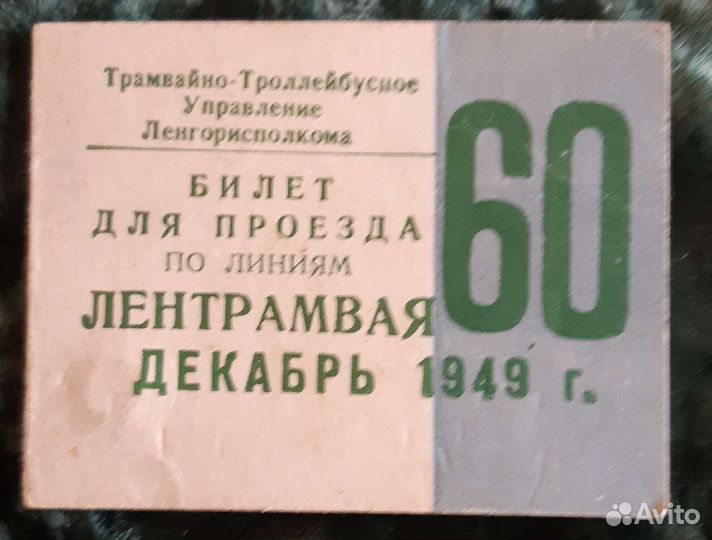 Трамвайно-Троллейбусное
Управление
Ленгорисполкома
БИЛЕТ
ДЛЯ ПРОЕЗДА
ПО ЛИНИЯМ
ЛЕНТРАМВАЯ
60
ДЕКАБРЬ 1949 г.
Avito